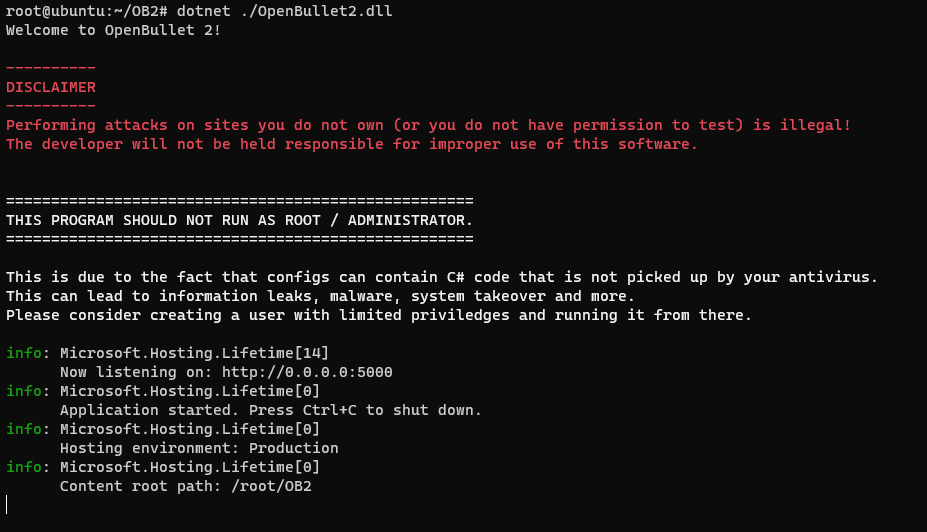 root@ubuntu:~/OB2# dotnet ./OpenBullet2.dll
Welcome to OpenBullet 2!
----------
DISCLAIMER
----------
Performing attacks on sites you do not own (or you do not have permission to test) is illegal!
The developer will not be held responsible for improper use of this software.
====================================================
THIS PROGRAM SHOULD NOT RUN AS ROOT / ADMINISTRATOR.
====================================================
This is due to the fact that configs can contain C# code that is not picked up by your antivirus.
This can lead to information leaks, malware, system takeover and more.
Please consider creating a user with limited priviledges and running it from there.
info: Microsoft.Hosting.Lifetime[14]
Now listening on: http://0.0.0.0:5000
info: Microsoft.Hosting.Lifetime[0]
Application started. Press Ctrl+C to shut down.
info: Microsoft.Hosting.Lifetime[0]
Hosting environment: Production
info: Microsoft.Hosting.Lifetime[0]
Content root path: /root/OB2